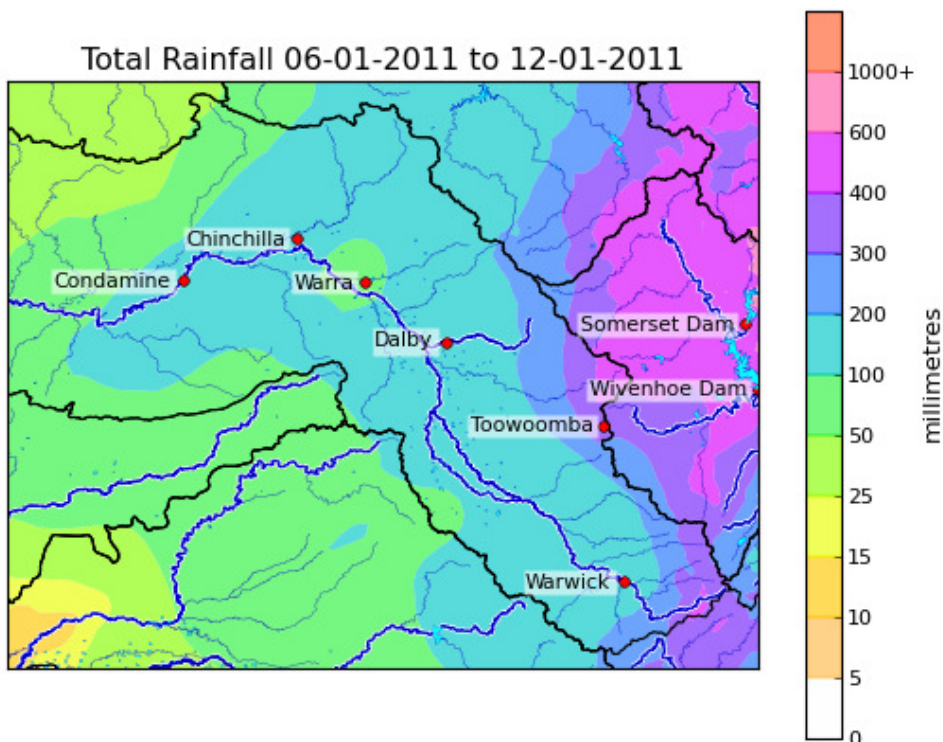 Total Rainfall 06-01-2011 to 12-01-2011
1000+
600
400
300
200
100
50
25
15
10
5
0
millimetres
Chinchilla
Condamine
Warra
Somerset Dam
Dalby
Wivenhoe Dam
Toowoomba
Warwick